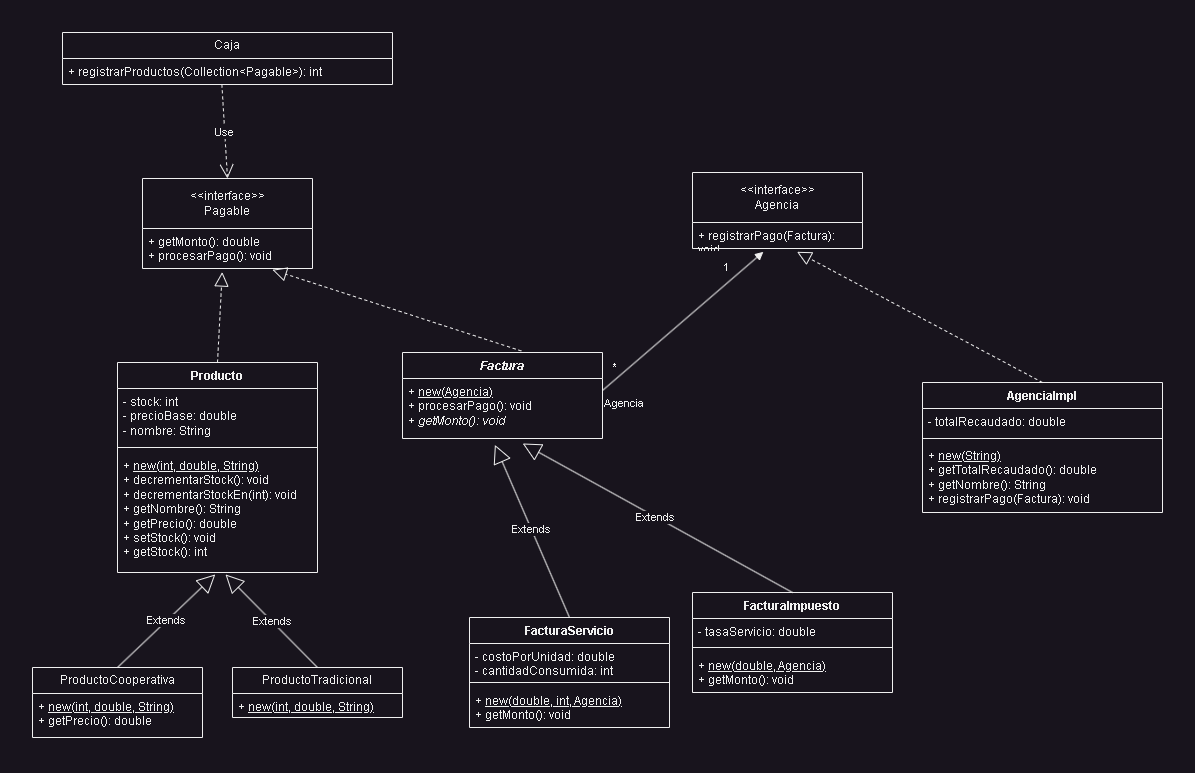 Caja
+ registrarProductos(Collection<Pagable>): int
Use
<<interface>>
Pagable
+ getMonto(): double
+ procesarPago(): void
<<interface>>
Agencia
+ registrarPago(Factura):
void
1
*
Agencia
Producto
- stock: int
- precioBase: double
- nombre: String
+ new(int, double, String)
+ decrementarStock(): void
+ decrementarStockEn(int): void
+ getNombre(): String
+ getPrecio(): double
+ setStock(): void
+ getStock(): int
Factura
+ new(Agencia)
+ procesarPago(): void
+ getMonto(): void
AgenciaImpl
- totalRecaudado: double
+ new(String)
+ getTotalRecaudado(): double
+ getNombre(): String
+ registrarPago(Factura): void
Extends
Extends
Extends
Extends
ProductoCooperativa
+ new(int, double, String)
+ getPrecio(): double
ProductoTradicional
+ new(int, double, String)
FacturaServicio
- costoPorUnidad: double
- cantidadConsumida: int
+ new(double, int, Agencia)
+ getMonto(): void
FacturaImpuesto
- tasaServicio: double
+ new(double, Agencia)
+ getMonto(): void